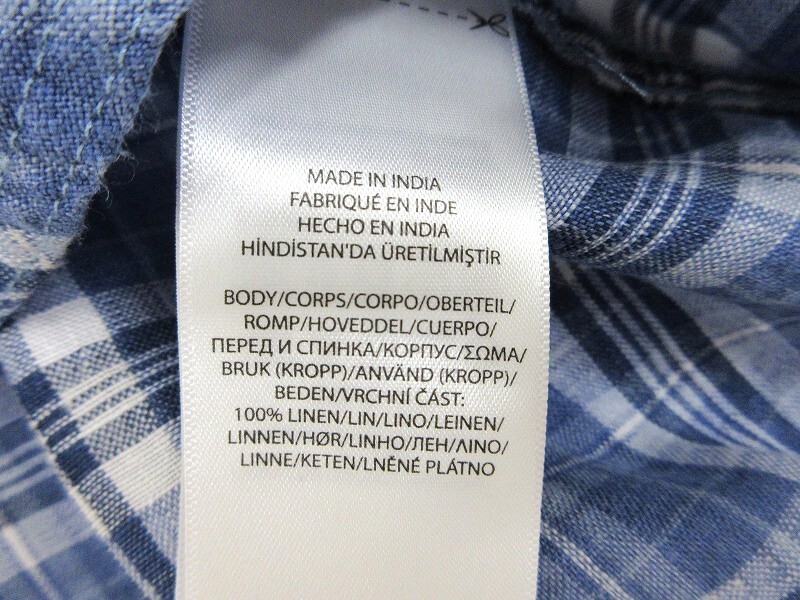 MADE IN INDIA
FABRIQUÉ EN INDE
HECHO EN INDIA
HİNDİSTAN'DA ÜRETİLMİŞTİR
BODY/CORPS/CORPO/OBERTEIL/
ROMP/HOVEDDEL/CUERPO/
ПЕРЕД И СПИНКА/КОРПУС/ΣΩΜΑ/
BRUK (KROPP)/ANVÄND (KROPP)/
BEDEN/VRCHNÍ ČÁST:
100% LINEN/LIN/LINO/LEINEN/
LINNEN/HØR/LINHO/ЛЕН/ΛΙΝΟ/
LINNE/KETEN/LNĚNÉ PLÁTNO